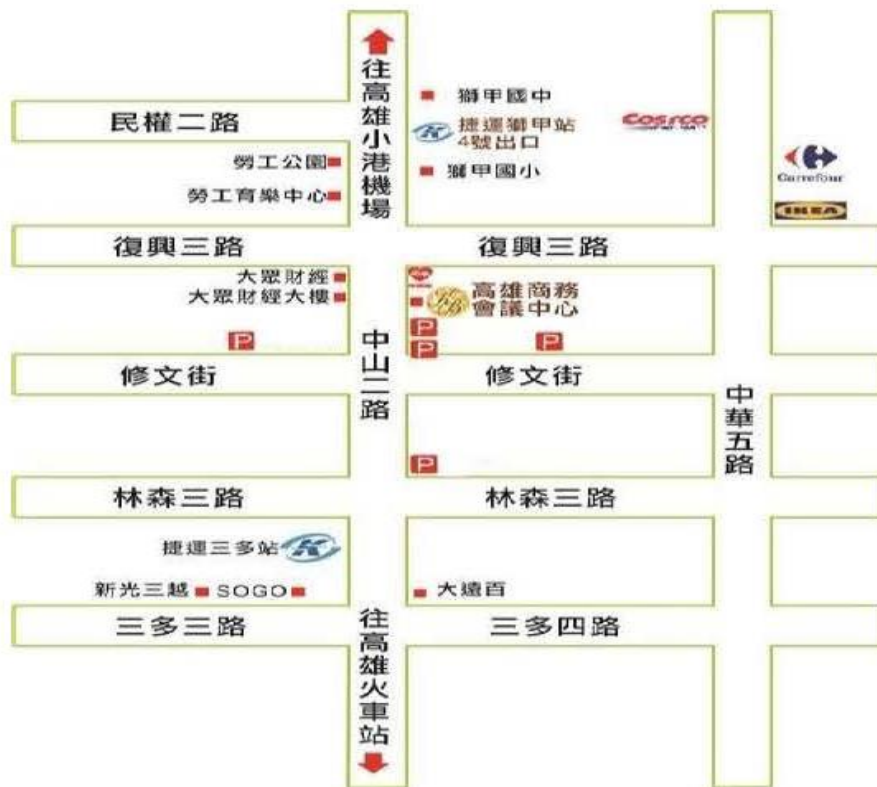 往高雄小港機場
獅甲國中
民權二路
捷運獅甲站
4號出口
COSTCO
勞工公園
獅甲國小
Carrefour
勞工育樂中心
IKEA
復興三路
復興三路
大眾財經
大眾財經大樓
高雄商務
會議中心
P
P
P
P
中山二路
修文街
修文街
中華五路
P
林森三路
林森三路
捷運三多站
新光三越
SOGO
大遠百
三多三路
三多四路
往高雄火車站